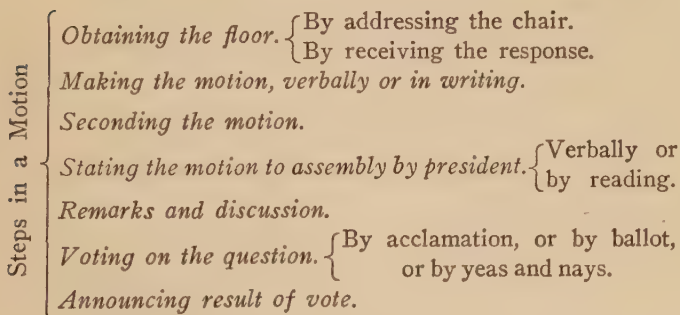 Steps in a Motion
Obtaining the floor. By addressing the chair.
By receiving the response.
Making the motion, verbally or in writing.
Seconding the motion.
Stating the motion to assembly by president. Verbally or
by reading.
Remarks and discussion.
Voting on the question. By acclamation, or by ballot,
or by yeas and nays.
Announcing result of vote.